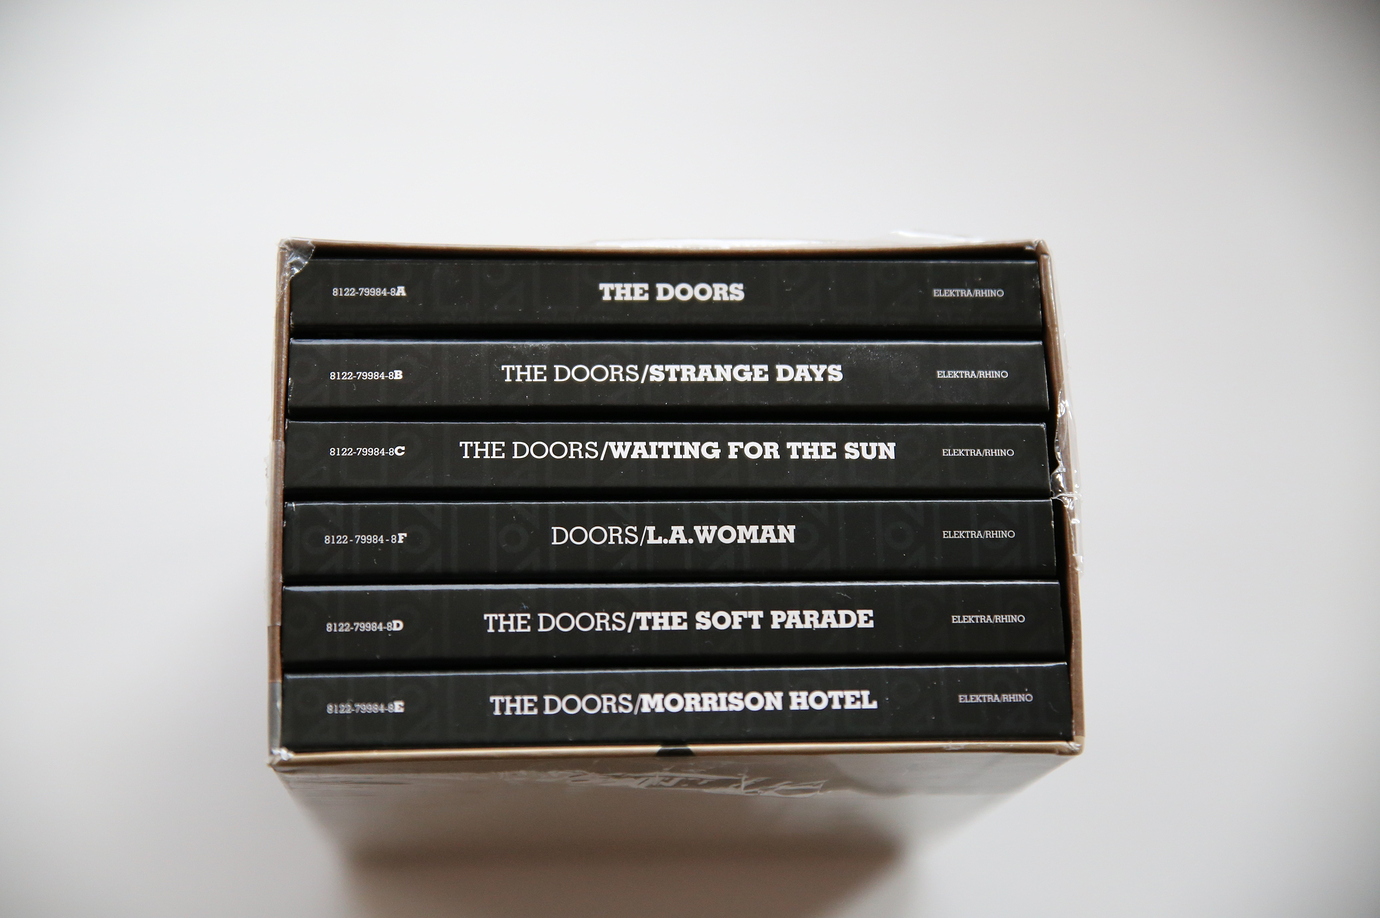 8122-79984-8A THE DOORS ELEKTRA/RHINO
8122-79984-8B THE DOORS/STRANGE DAYS ELEKTRA/RHINO
8122-79984-8C THE DOORS/WAITING FOR THE SUN ELEKTRA/RHINO
8122-79984-8F DOORS/L.A.WOMAN ELEKTRA/RHINO
8122-79984-8D THE DOORS/THE SOFT PARADE ELEKTRA/RHINO
8122-79984-8E THE DOORS/MORRISON HOTEL ELEKTRA/RHINO